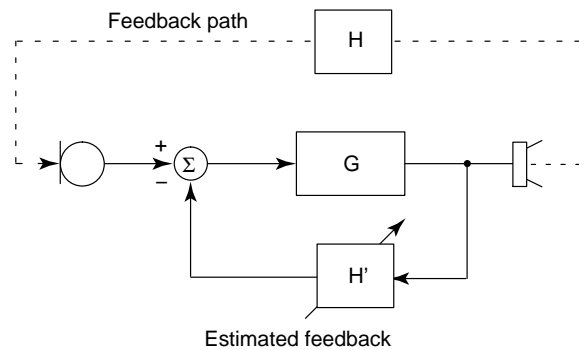 Feedback path
H
+
Σ
−
G
H'
Estimated feedback